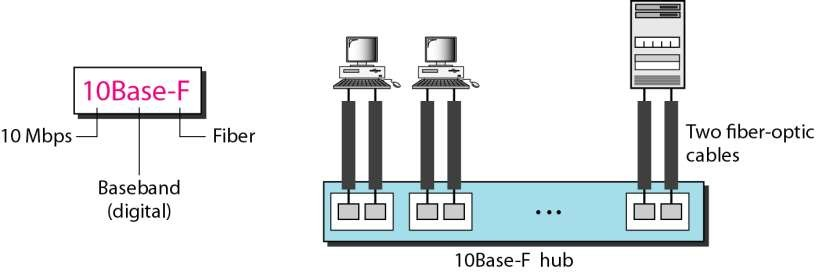 10Base-F
10 Mbps
Fiber
Baseband
(digital)
Two fiber-optic
cables
...
10Base-F hub